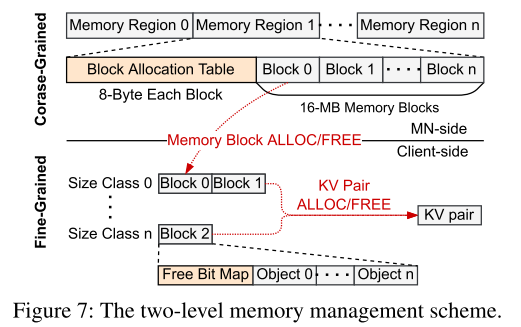 Corase-Grained
Memory Region 0 Memory Region 1 ···· Memory Region n
Block Allocation Table Block 0 Block 1 ···· Block n
8-Byte Each Block
16-MB Memory Blocks
MN-side
Memory Block ALLOC/FREE
Client-side
Fine-Grained
Size Class 0 Block 0 Block 1
KV Pair
ALLOC/FREE
KV pair
Size Class n Block 2
Free Bit Map Object 0 ···· Object n
Figure 7: The two-level memory management scheme.